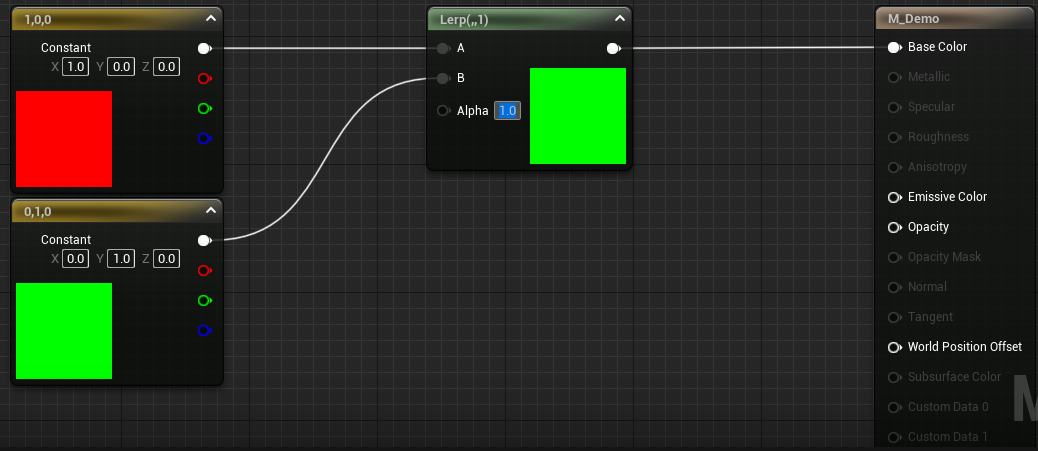 1,0,0
Constant
X 1.0 Y 0.0 Z 0.0
0,1,0
Constant
X 0.0 Y 1.0 Z 0.0
Lerp(,,1)
A
B
Alpha 1.0
M_Demo
Base Color
Metallic
Specular
Roughness
Anisotropy
Emissive Color
Opacity
Opacity Mask
Normal
Tangent
World Position Offset
Subsurface Color
Custom Data 0
Custom Data 1